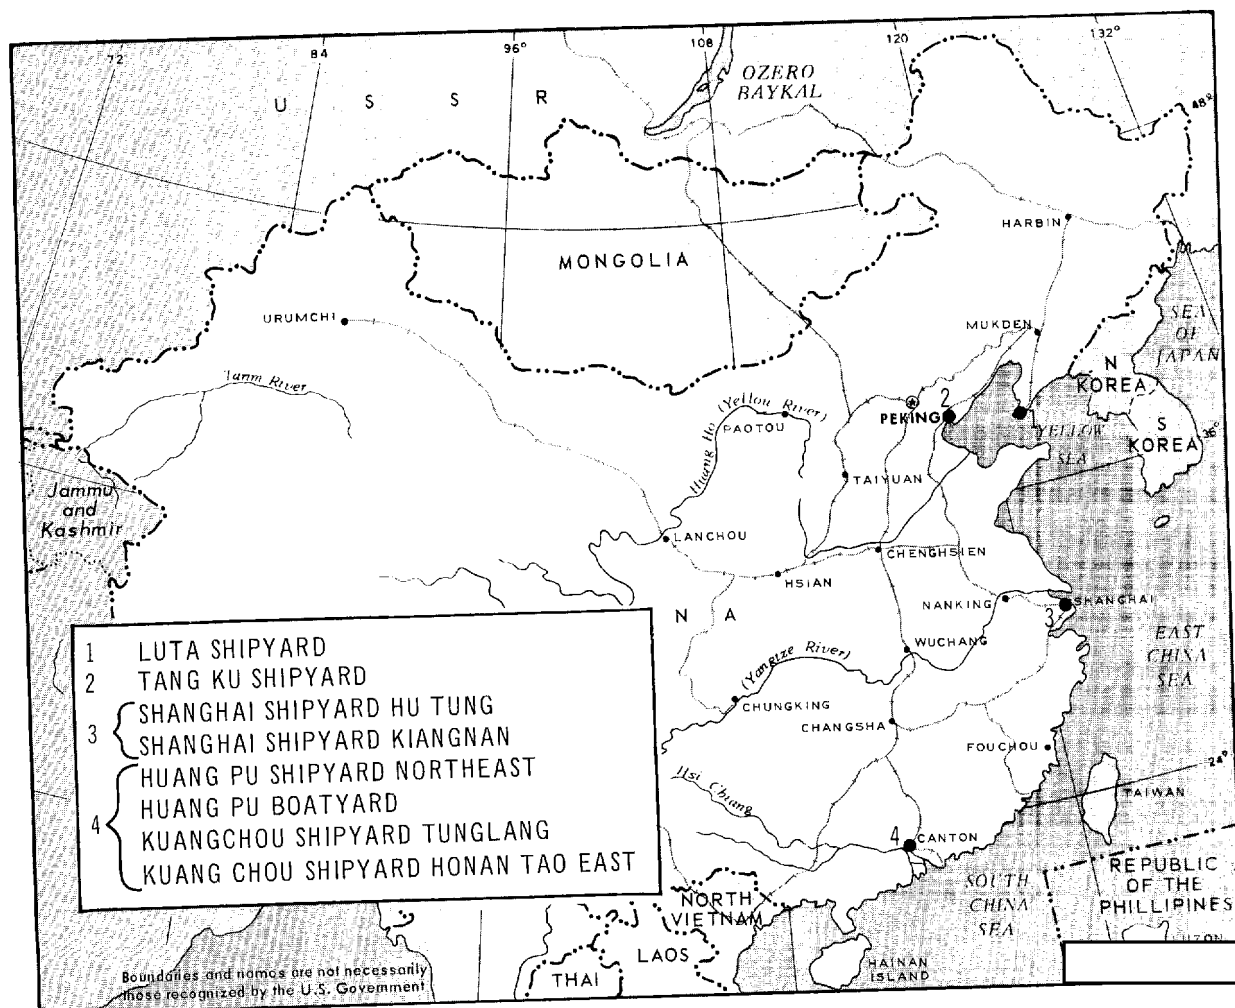 72
84
96°
108
120
132°
U S S R
OZERO
BAYKAL
48°
HARBIN
MONGOLIA
URUMCHI
MUKDEN
SEA
OF
JAPAN
N
KOREA
Tarim River
Huang Ho
(Yellow River)
PAOTOU
PEKING
2
S
KOREA
36°
YELLOW
SEA
TAIYUAN
Jammu
and
Kashmir
LANCHOU
HSIAN
CHENGHSIEN
N A
NANKING
SHANGHAI
3
WUCHANG
EAST
CHINA
SEA
(Yangtze River)
CHUNGKING
CHANGSHA
FOUCHOU
24°
Hsi Chiang
TAIWAN
4
CANTON
1 LUTA SHIPYARD
2 TANG KU SHIPYARD
3 SHANGHAI SHIPYARD HU TUNG
SHANGHAI SHIPYARD KIANGNAN
4 HUANG PU SHIPYARD NORTHEAST
HUANG PU BOATYARD
KUANGCHOU SHIPYARD TUNGLANG
KUANG CHOU SHIPYARD HONAN TAO EAST
SOUTH
CHINA
SEA
REPUBLIC
OF THE
PHILLIPINES
NORTH
VIETNAM
LAOS
THAI
HAINAN
ISLAND
Boundaries and names are not necessarily
those recognized by the U.S. Government